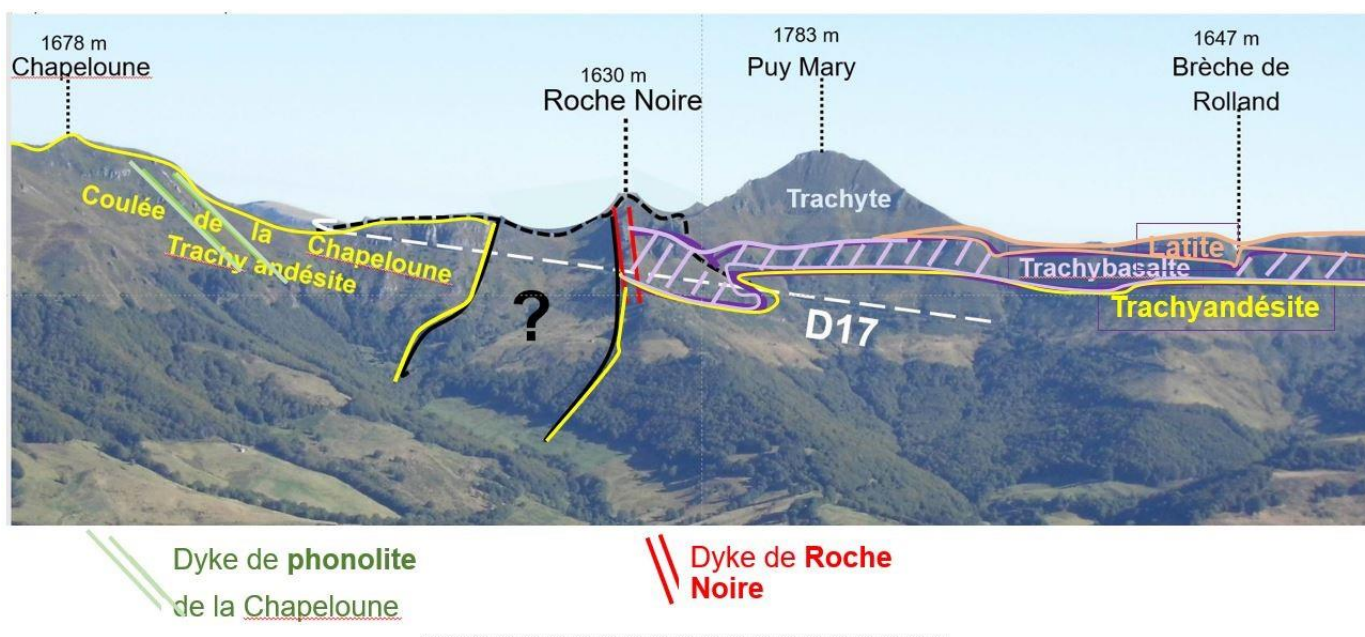 1678 m
Chapeloune
1630 m
Roche Noire
1783 m
Puy Mary
1647 m
Brèche de
Rolland
Trachyte
Coulée de la Chapeloune
Trachy andésite
?
D17
Latite
Trachybasalte
Trachyandésite
Dyke de phonolite
de la Chapeloune
Dyke de Roche
Noire